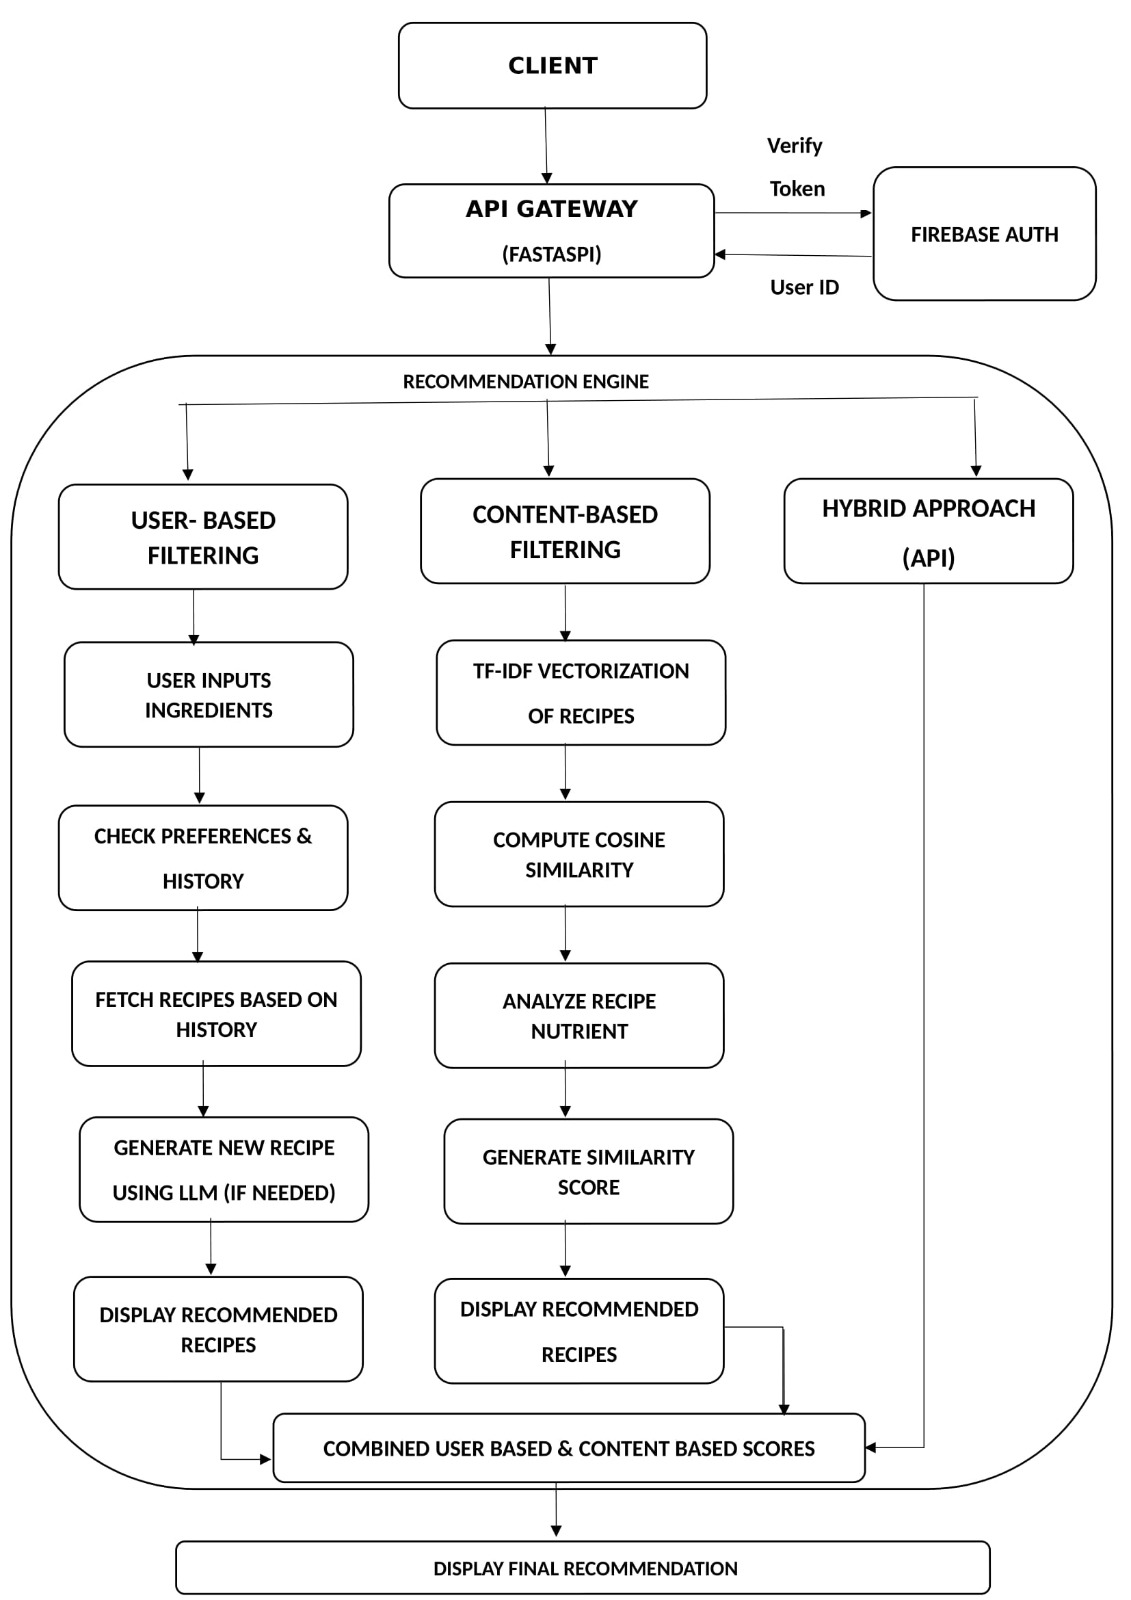 CLIENT
Verify
Token
API GATEWAY
(FASTASPI)
FIREBASE AUTH
User ID
RECOMMENDATION ENGINE
USER- BASED
FILTERING
CONTENT-BASED
FILTERING
HYBRID APPROACH
(API)
USER INPUTS
INGREDIENTS
TF-IDF VECTORIZATION
OF RECIPES
CHECK PREFERENCES &
HISTORY
COMPUTE COSINE
SIMILARITY
FETCH RECIPES BASED ON
HISTORY
ANALYZE RECIPE
NUTRIENT
GENERATE NEW RECIPE
USING LLM (IF NEEDED)
GENERATE SIMILARITY
SCORE
DISPLAY RECOMMENDED
RECIPES
DISPLAY RECOMMENDED
RECIPES
COMBINED USER BASED & CONTENT BASED SCORES
DISPLAY FINAL RECOMMENDATION